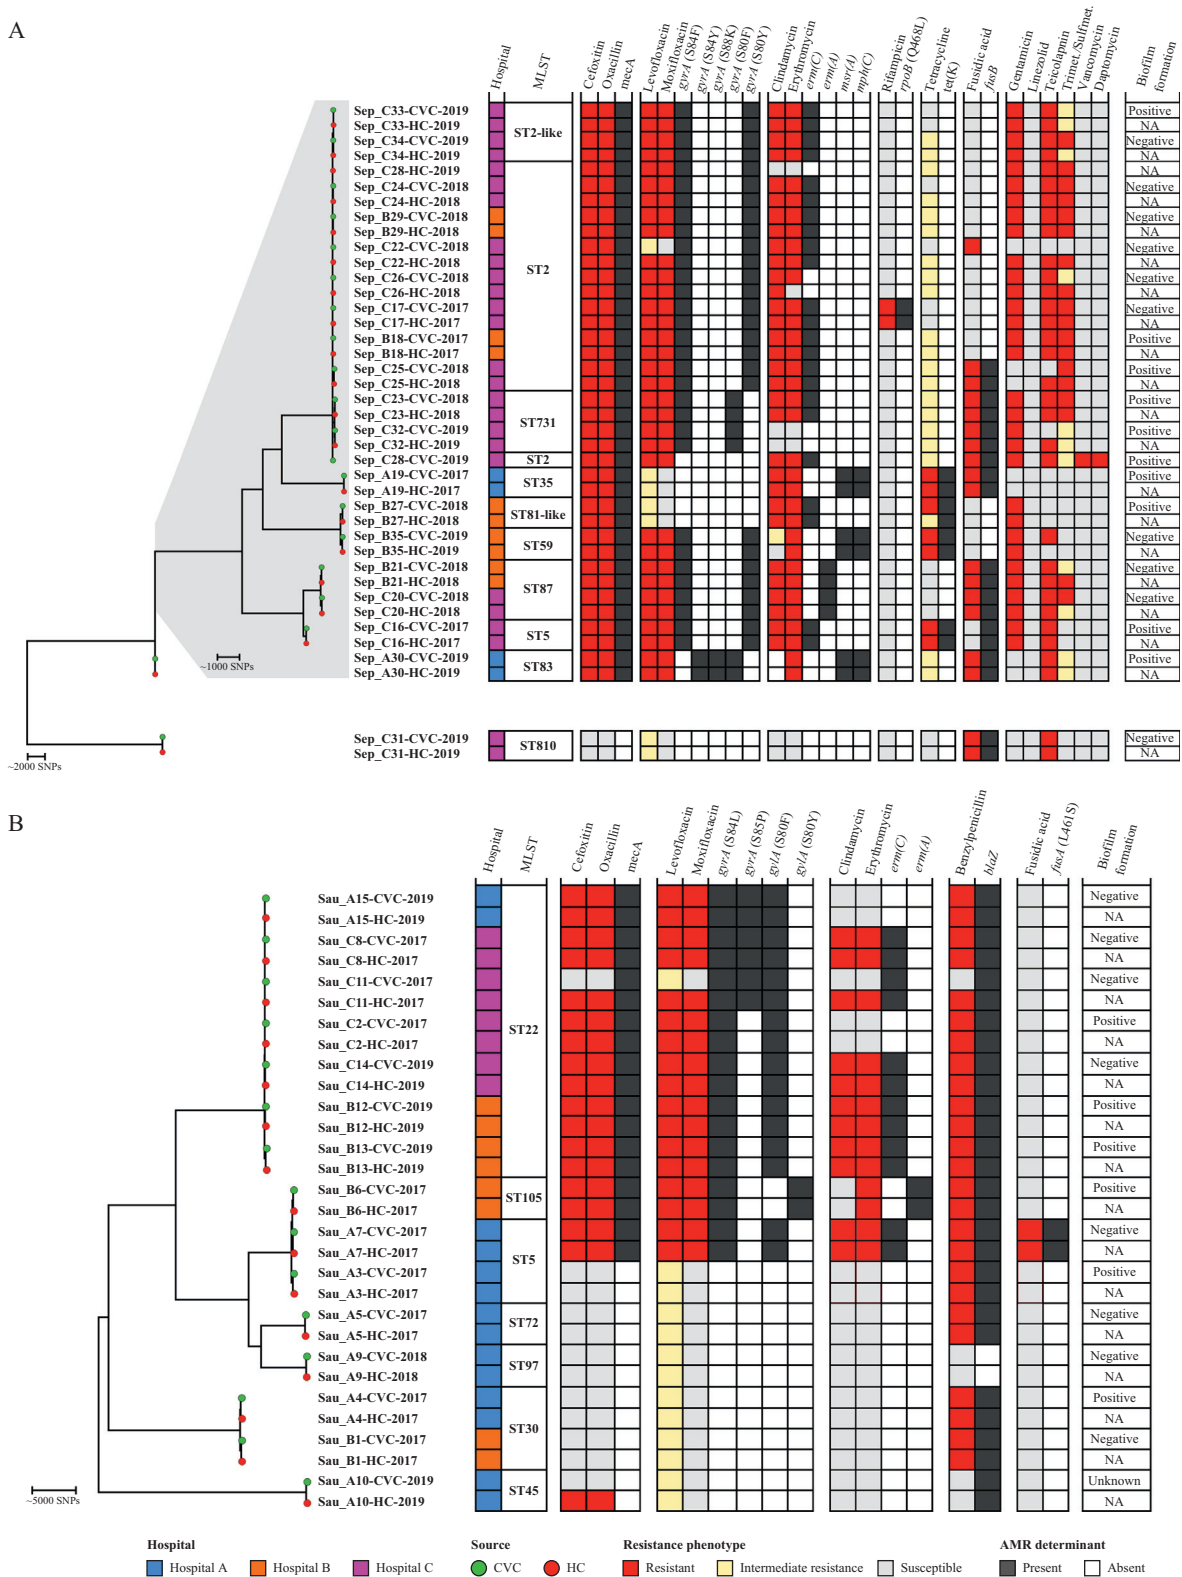 A
Hospital
MLST
Cefoxitin
Oxacillin
mecA
Levofloxacin
Moxifloxacin
gyrA (S84F)
gyrA (S84Y)
gyrA (S88K)
gyrA (S80F)
gyrA (S80Y)
Clindamycin
Erythromycin
erm(C)
erm(A)
msr(A)
mph(C)
Rifampicin
rpoB (Q468L)
Tetracycline
tet(K)
Fusidic acid
fusB
Gentamicin
Linezolid
Teicolapnin
Trimet./Sulfmet.
Vancomycin
Daptomycin
Biofilm
formation
Sep_C33-CVC-2019 ST2-like Positive
Sep_C33-HC-2019 NA
Sep_C34-CVC-2019 Negative
Sep_C34-HC-2019 NA
Sep_C28-HC-2019 ST2 NA
Sep_C24-CVC-2018 Negative
Sep_C24-HC-2018 NA
Sep_B29-CVC-2018 Negative
Sep_B29-HC-2018 NA
Sep_C22-CVC-2018 Negative
Sep_C22-HC-2018 NA
Sep_C26-CVC-2018 Negative
Sep_C26-HC-2018 NA
Sep_C17-CVC-2017 Negative
Sep_C17-HC-2017 NA
Sep_B18-CVC-2017 Positive
Sep_B18-HC-2017 NA
Sep_C25-CVC-2018 Positive
Sep_C25-HC-2018 NA
Sep_C23-CVC-2018 ST731 Positive
Sep_C23-HC-2018 NA
Sep_C32-CVC-2019 Positive
Sep_C32-HC-2019 NA
Sep_C28-CVC-2019 ST2 Positive
Sep_A19-CVC-2017 ST35 Positive
Sep_A19-HC-2017 NA
Sep_B27-CVC-2018 ST81-like Positive
Sep_B27-HC-2018 NA
Sep_B35-CVC-2019 ST59 Negative
Sep_B35-HC-2019 NA
Sep_B21-CVC-2018 ST87 Negative
Sep_B21-HC-2018 NA
Sep_C20-CVC-2018 Negative
Sep_C20-HC-2018 NA
Sep_C16-CVC-2017 ST5 Positive
Sep_C16-HC-2017 NA
~1000 SNPs
Sep_A30-CVC-2019 ST83 Positive
Sep_A30-HC-2019 NA
Sep_C31-CVC-2019 ST810 Negative
Sep_C31-HC-2019 NA
~2000 SNPs
B
Hospital
MLST
Cefoxitin
Oxacillin
mecA
Levofloxacin
Moxifloxacin
gyrA (S84L)
gyrA (S85P)
gylA (S80F)
gylA (S80Y)
Clindamycin
Erythromycin
erm(C)
erm(A)
Benzylpenicillin
blaZ
Fusidic acid
fusA (L461S)
Biofilm
formation
Sau_A15-CVC-2019 ST22 Negative
Sau_A15-HC-2019 NA
Sau_C8-CVC-2017 Negative
Sau_C8-HC-2017 NA
Sau_C11-CVC-2017 Negative
Sau_C11-HC-2017 NA
Sau_C2-CVC-2017 Positive
Sau_C2-HC-2017 NA
Sau_C14-CVC-2019 Negative
Sau_C14-HC-2019 NA
Sau_B12-CVC-2019 Positive
Sau_B12-HC-2019 NA
Sau_B13-CVC-2019 Positive
Sau_B13-HC-2019 NA
Sau_B6-CVC-2017 ST105 Positive
Sau_B6-HC-2017 NA
Sau_A7-CVC-2017 ST5 Negative
Sau_A7-HC-2017 NA
Sau_A3-CVC-2017 Positive
Sau_A3-HC-2017 NA
Sau_A5-CVC-2017 ST72 Negative
Sau_A5-HC-2017 NA
Sau_A9-CVC-2018 ST97 Negative
Sau_A9-HC-2018 NA
Sau_A4-CVC-2017 ST30 Positive
Sau_A4-HC-2017 NA
Sau_B1-CVC-2017 Negative
Sau_B1-HC-2017 NA
Sau_A10-CVC-2019 ST45 Unknown
Sau_A10-HC-2019 NA
~5000 SNPs
Hospital Source Resistance phenotype AMR determinant
Hospital A Hospital B Hospital C CVC HC Resistant Intermediate resistance Susceptible Present Absent